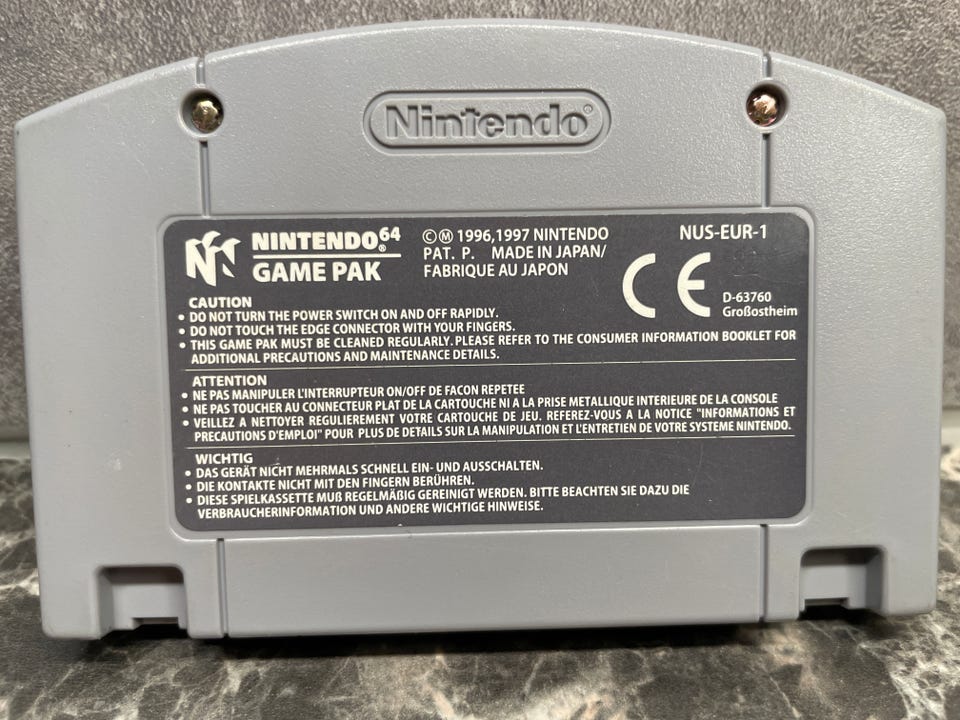 Nintendo®
NINTENDO®64
GAME PAK
©Ⓜ 1996,1997 NINTENDO
PAT. P. MADE IN JAPAN/
FABRIQUE AU JAPON
NUS-EUR-1
CE
D-63760
Großostheim
CAUTION
• DO NOT TURN THE POWER SWITCH ON AND OFF RAPIDLY.
• DO NOT TOUCH THE EDGE CONNECTOR WITH YOUR FINGERS.
• THIS GAME PAK MUST BE CLEANED REGULARLY. PLEASE REFER TO THE CONSUMER INFORMATION BOOKLET FOR
ADDITIONAL PRECAUTIONS AND MAINTENANCE DETAILS.
ATTENTION
• NE PAS MANIPULER L'INTERRUPTEUR ON/OFF DE FACON REPETEE
• NE PAS TOUCHER AU CONNECTEUR PLAT DE LA CARTOUCHE NI A LA PRISE METALLIQUE INTERIEURE DE LA CONSOLE
• VEILLEZ A NETTOYER REGULIEREMENT VOTRE CARTOUCHE DE JEU. REFEREZ-VOUS A LA NOTICE "INFORMATIONS ET
PRECAUTIONS D'EMPLOI" POUR PLUS DE DETAILS SUR LA MANIPULATION ET L'ENTRETIEN DE VOTRE SYSTEME NINTENDO.
WICHTIG
• DAS GERÄT NICHT MEHRMALS SCHNELL EIN- UND AUSSCHALTEN.
• DIE KONTAKTE NICHT MIT DEN FINGERN BERÜHREN.
• DIESE SPIELKASSETTE MUß REGELMÄßIG GEREINIGT WERDEN. BITTE BEACHTEN SIE DAZU DIE
VERBRAUCHERINFORMATION UND ANDERE WICHTIGE HINWEISE.